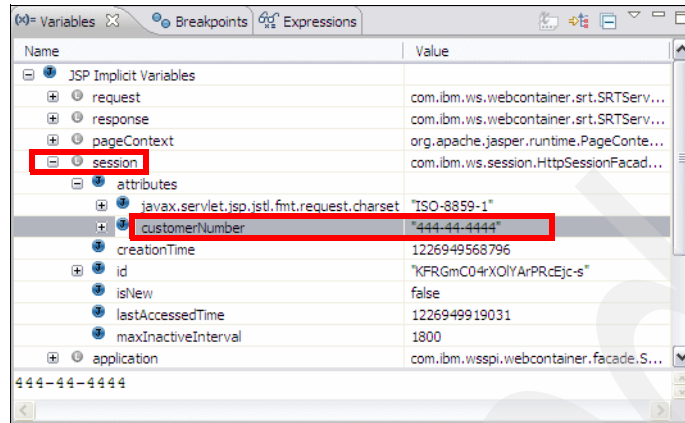 (x)= Variables Breakpoints Expressions
Name Value
JSP Implicit Variables
request com.ibm.ws.webcontainer.srt.SRTServ...
response com.ibm.ws.webcontainer.srt.SRTServ...
pageContext org.apache.jasper.runtime.PageConte...
session com.ibm.ws.session.HttpSessionFacad...
attributes
javax.servlet.jsp.jstl.fmt.request.charset "ISO-8859-1"
customerNumber "444-44-4444"
creationTime 1226949568796
id "KFRGmC04rXOlYArPRcEjc-s"
isNew false
lastAccessedTime 1226949919031
maxInactiveInterval 1800
application com.ibm.wsspi.webcontainer.facade.S...
444-44-4444